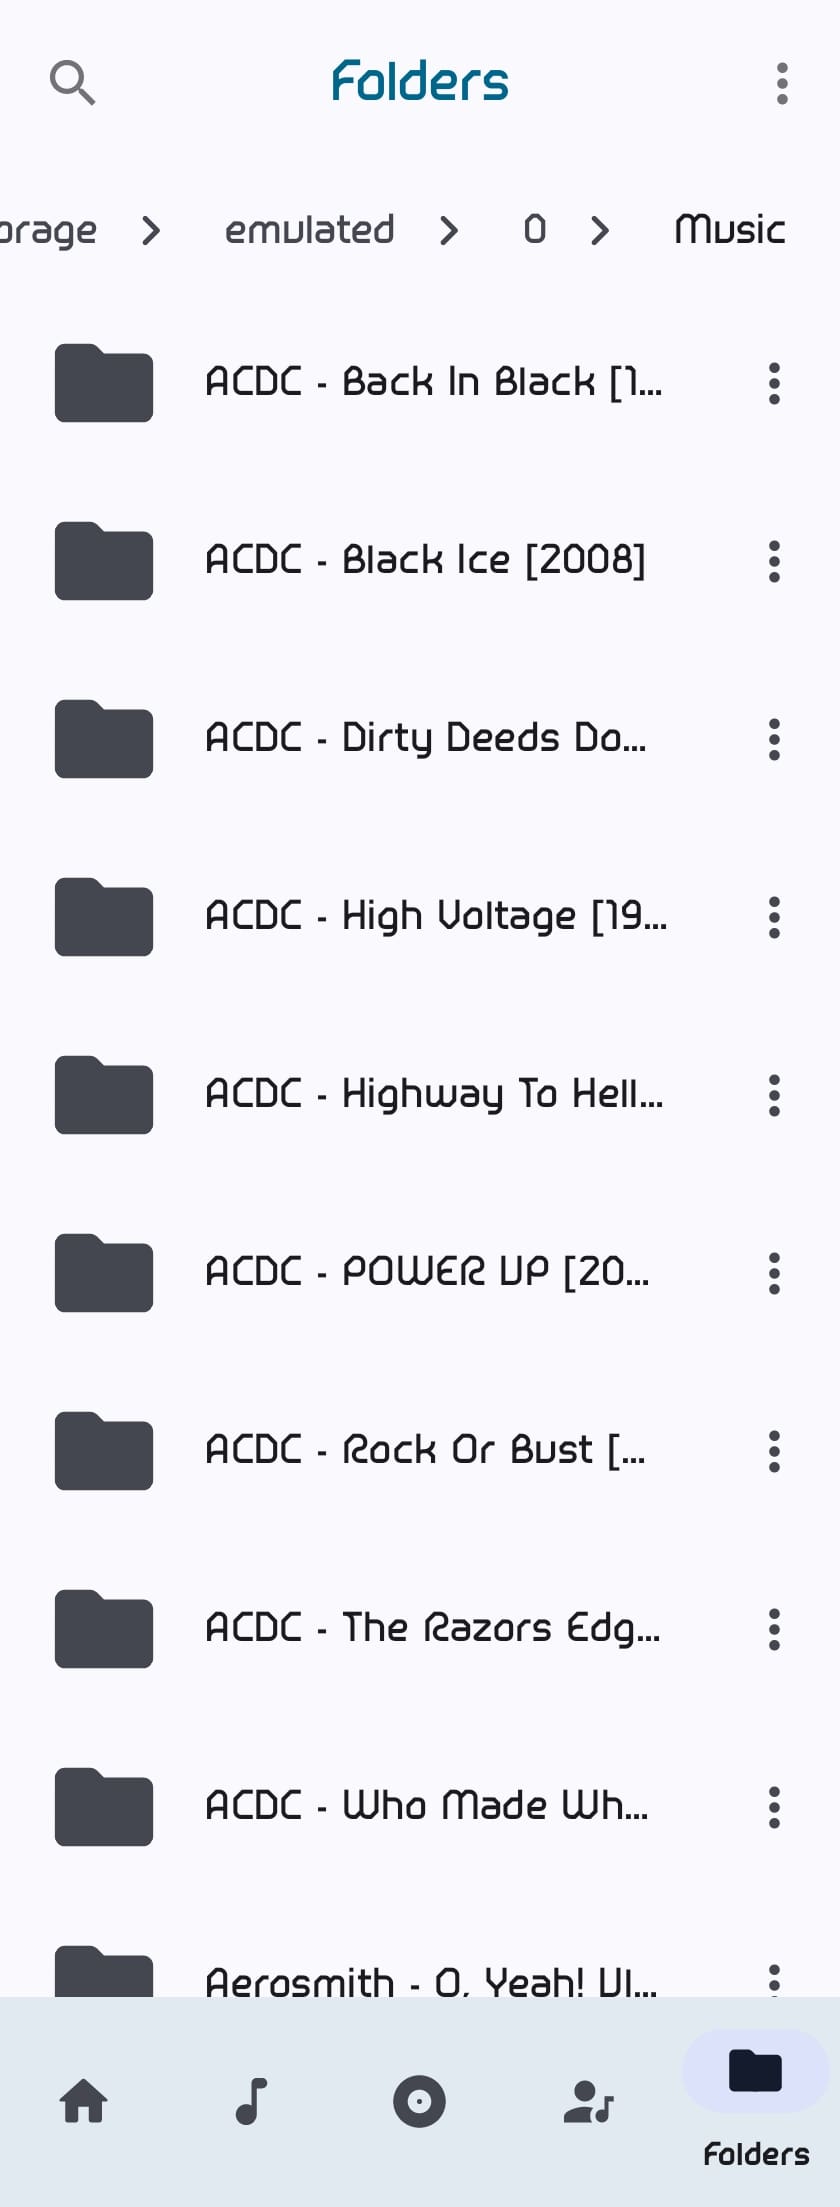 Folders
orage > emulated > 0 > Music
ACDC - Back In Black [1...
ACDC - Black Ice [2008]
ACDC - Dirty Deeds Do...
ACDC - High Voltage [19...
ACDC - Highway To Hell...
ACDC - POWER UP [20...
ACDC - Rock Or Bust [...
ACDC - The Razors Edg...
ACDC - Who Made Wh...
Aerosmith - O, Yeah! Ul...
Folders